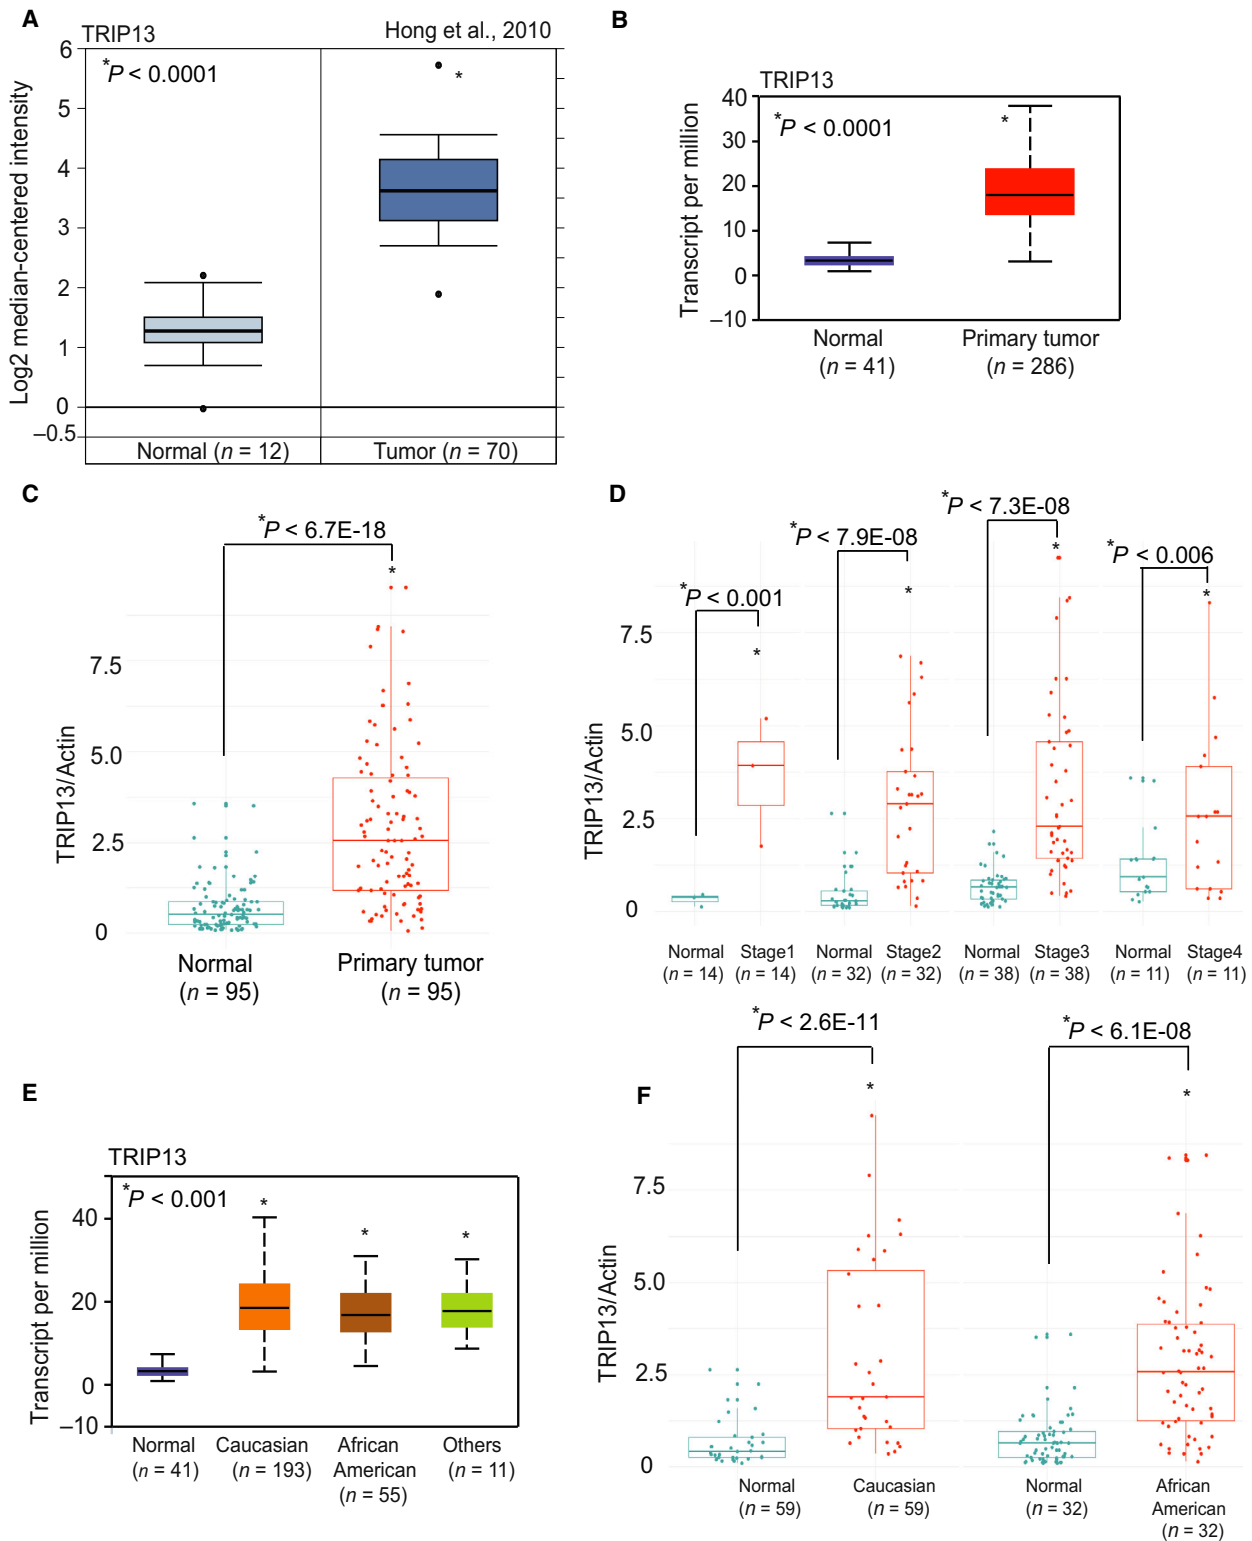 A
TRIP13
Hong et al., 2010
*P < 0.0001
Log2 median-centered intensity
6
5
4
3
2
1
0
–0.5
Normal (n = 12)
Tumor (n = 70)
B
TRIP13
*P < 0.0001
*
Transcript per million
40
30
20
10
0
–10
Normal
(n = 41)
Primary tumor
(n = 286)
C
*P < 6.7E-18
*
TRIP13/Actin
7.5
5.0
2.5
0
Normal
(n = 95)
Primary tumor
(n = 95)
D
*P < 0.001
*P < 7.9E-08
*P < 7.3E-08
*P < 0.006
TRIP13/Actin
7.5
5.0
2.5
0
Normal
(n = 14)
Stage1
(n = 14)
Normal
(n = 32)
Stage2
(n = 32)
Normal
(n = 38)
Stage3
(n = 38)
Normal
(n = 11)
Stage4
(n = 11)
E
TRIP13
*P < 0.001
Transcript per million
40
20
0
–10
Normal
(n = 41)
Caucasian
(n = 193)
African
American
(n = 55)
Others
(n = 11)
F
*P < 2.6E-11
*P < 6.1E-08
TRIP13/Actin
7.5
5.0
2.5
0
Normal
(n = 59)
Caucasian
(n = 59)
Normal
(n = 32)
African
American
(n = 32)